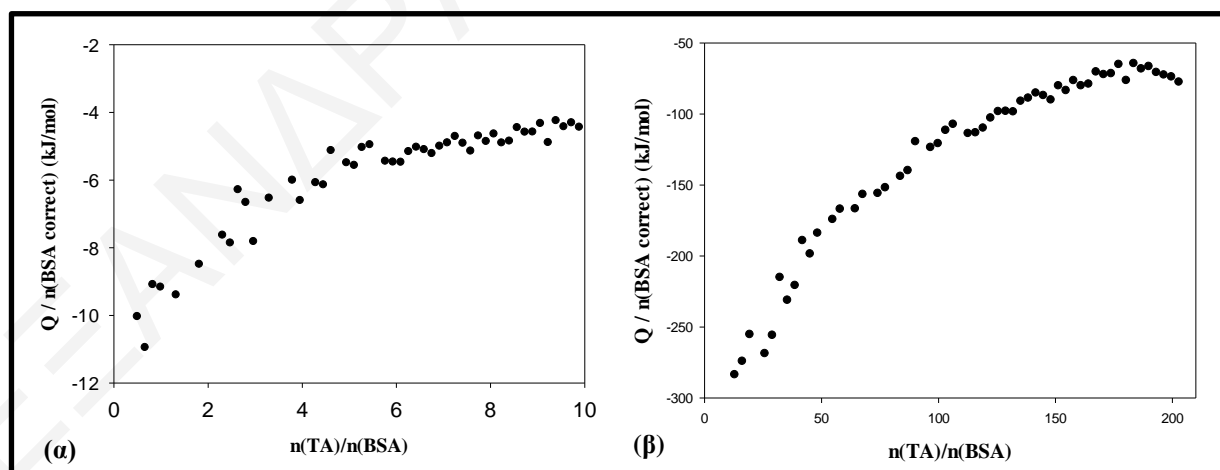 -2
-4
-6
-8
-10
-12
Q / n(BSA correct) (kJ/mol)
0 2 4 6 8 10
n(TA)/n(BSA)
(α)
-50
-100
-150
-200
-250
-300
Q / n(BSA correct) (kJ/mol)
0 50 100 150 200
n(TA)/n(BSA)
(β)